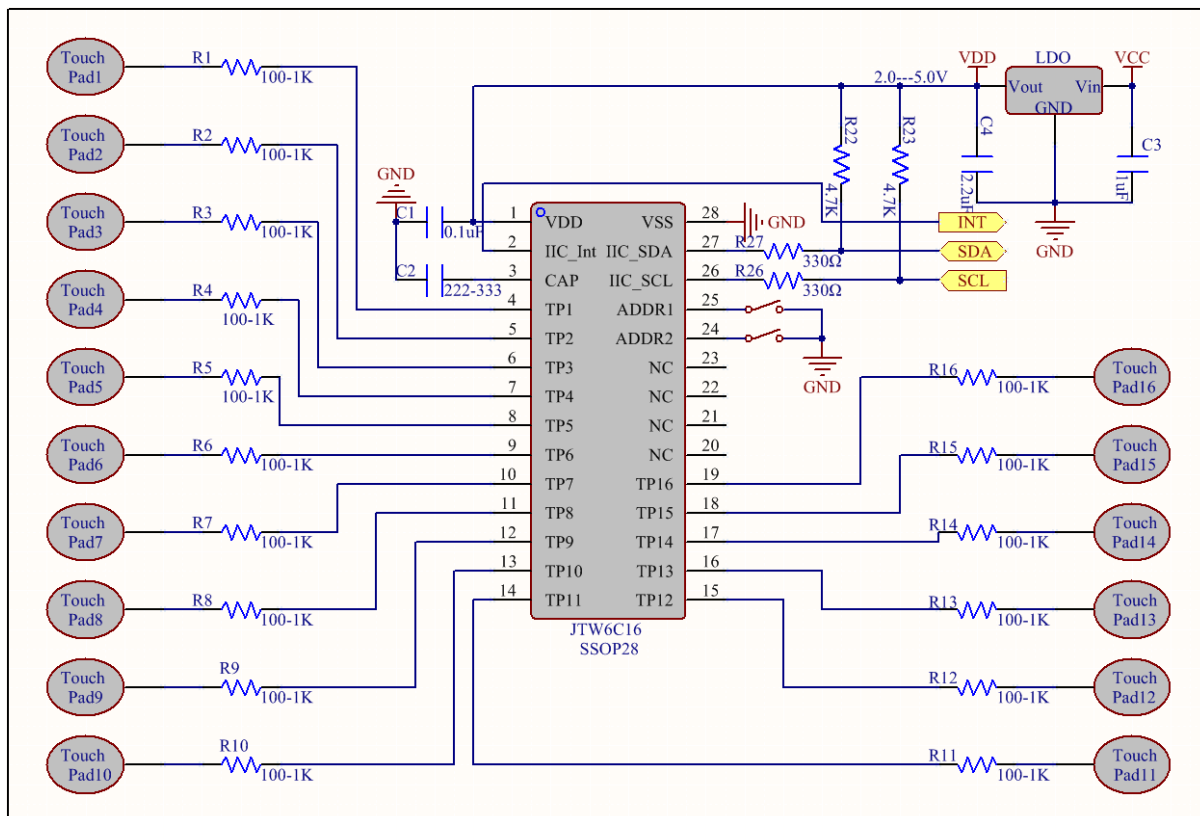 Touch
Pad1
R1
100-1K
Touch
Pad2
R2
100-1K
Touch
Pad3
R3
100-1K
Touch
Pad4
R4
100-1K
Touch
Pad5
R5
100-1K
Touch
Pad6
R6
100-1K
Touch
Pad7
R7
100-1K
Touch
Pad8
R8
100-1K
Touch
Pad9
R9
100-1K
Touch
Pad10
R10
100-1K
GND
C1
0.1uF
C2
222-333
1 VDD
2 IIC_Int
3 CAP
4 TP1
5 TP2
6 TP3
7 TP4
8 TP5
9 TP6
10 TP7
11 TP8
12 TP9
13 TP10
14 TP11
VSS 28
IIC_SDA 27
IIC_SCL 26
ADDR1 25
ADDR2 24
NC 23
NC 22
NC 21
NC 20
TP16 19
TP15 18
TP14 17
TP13 16
TP12 15
JTW6C16
SSOP28
2.0---5.0V
VDD
LDO
VCC
Vout
Vin
GND
R22
4.7K
R23
4.7K
C4
2.2uF
C3
1uF
GND
GND
INT
R27
330Ω
SDA
R26
330Ω
SCL
GND
R16
100-1K
Touch
Pad16
R15
100-1K
Touch
Pad15
R14
100-1K
Touch
Pad14
R13
100-1K
Touch
Pad13
R12
100-1K
Touch
Pad12
R11
100-1K
Touch
Pad11